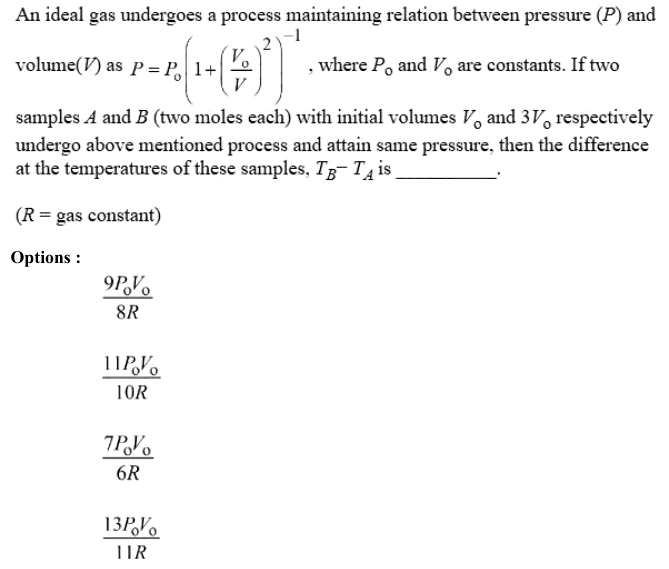 An ideal gas undergoes a process maintaining relation between pressure (P) and
volume(V) as P = P₀(1+(V₀/V)²)⁻¹, where P₀ and V₀ are constants. If two
samples A and B (two moles each) with initial volumes V₀ and 3V₀ respectively
undergo above mentioned process and attain same pressure, then the difference
at the temperatures of these samples, T_B− T_A is __________.
(R = gas constant)
Options :
9P₀V₀/8R
11P₀V₀/10R
7P₀V₀/6R
13P₀V₀/11R